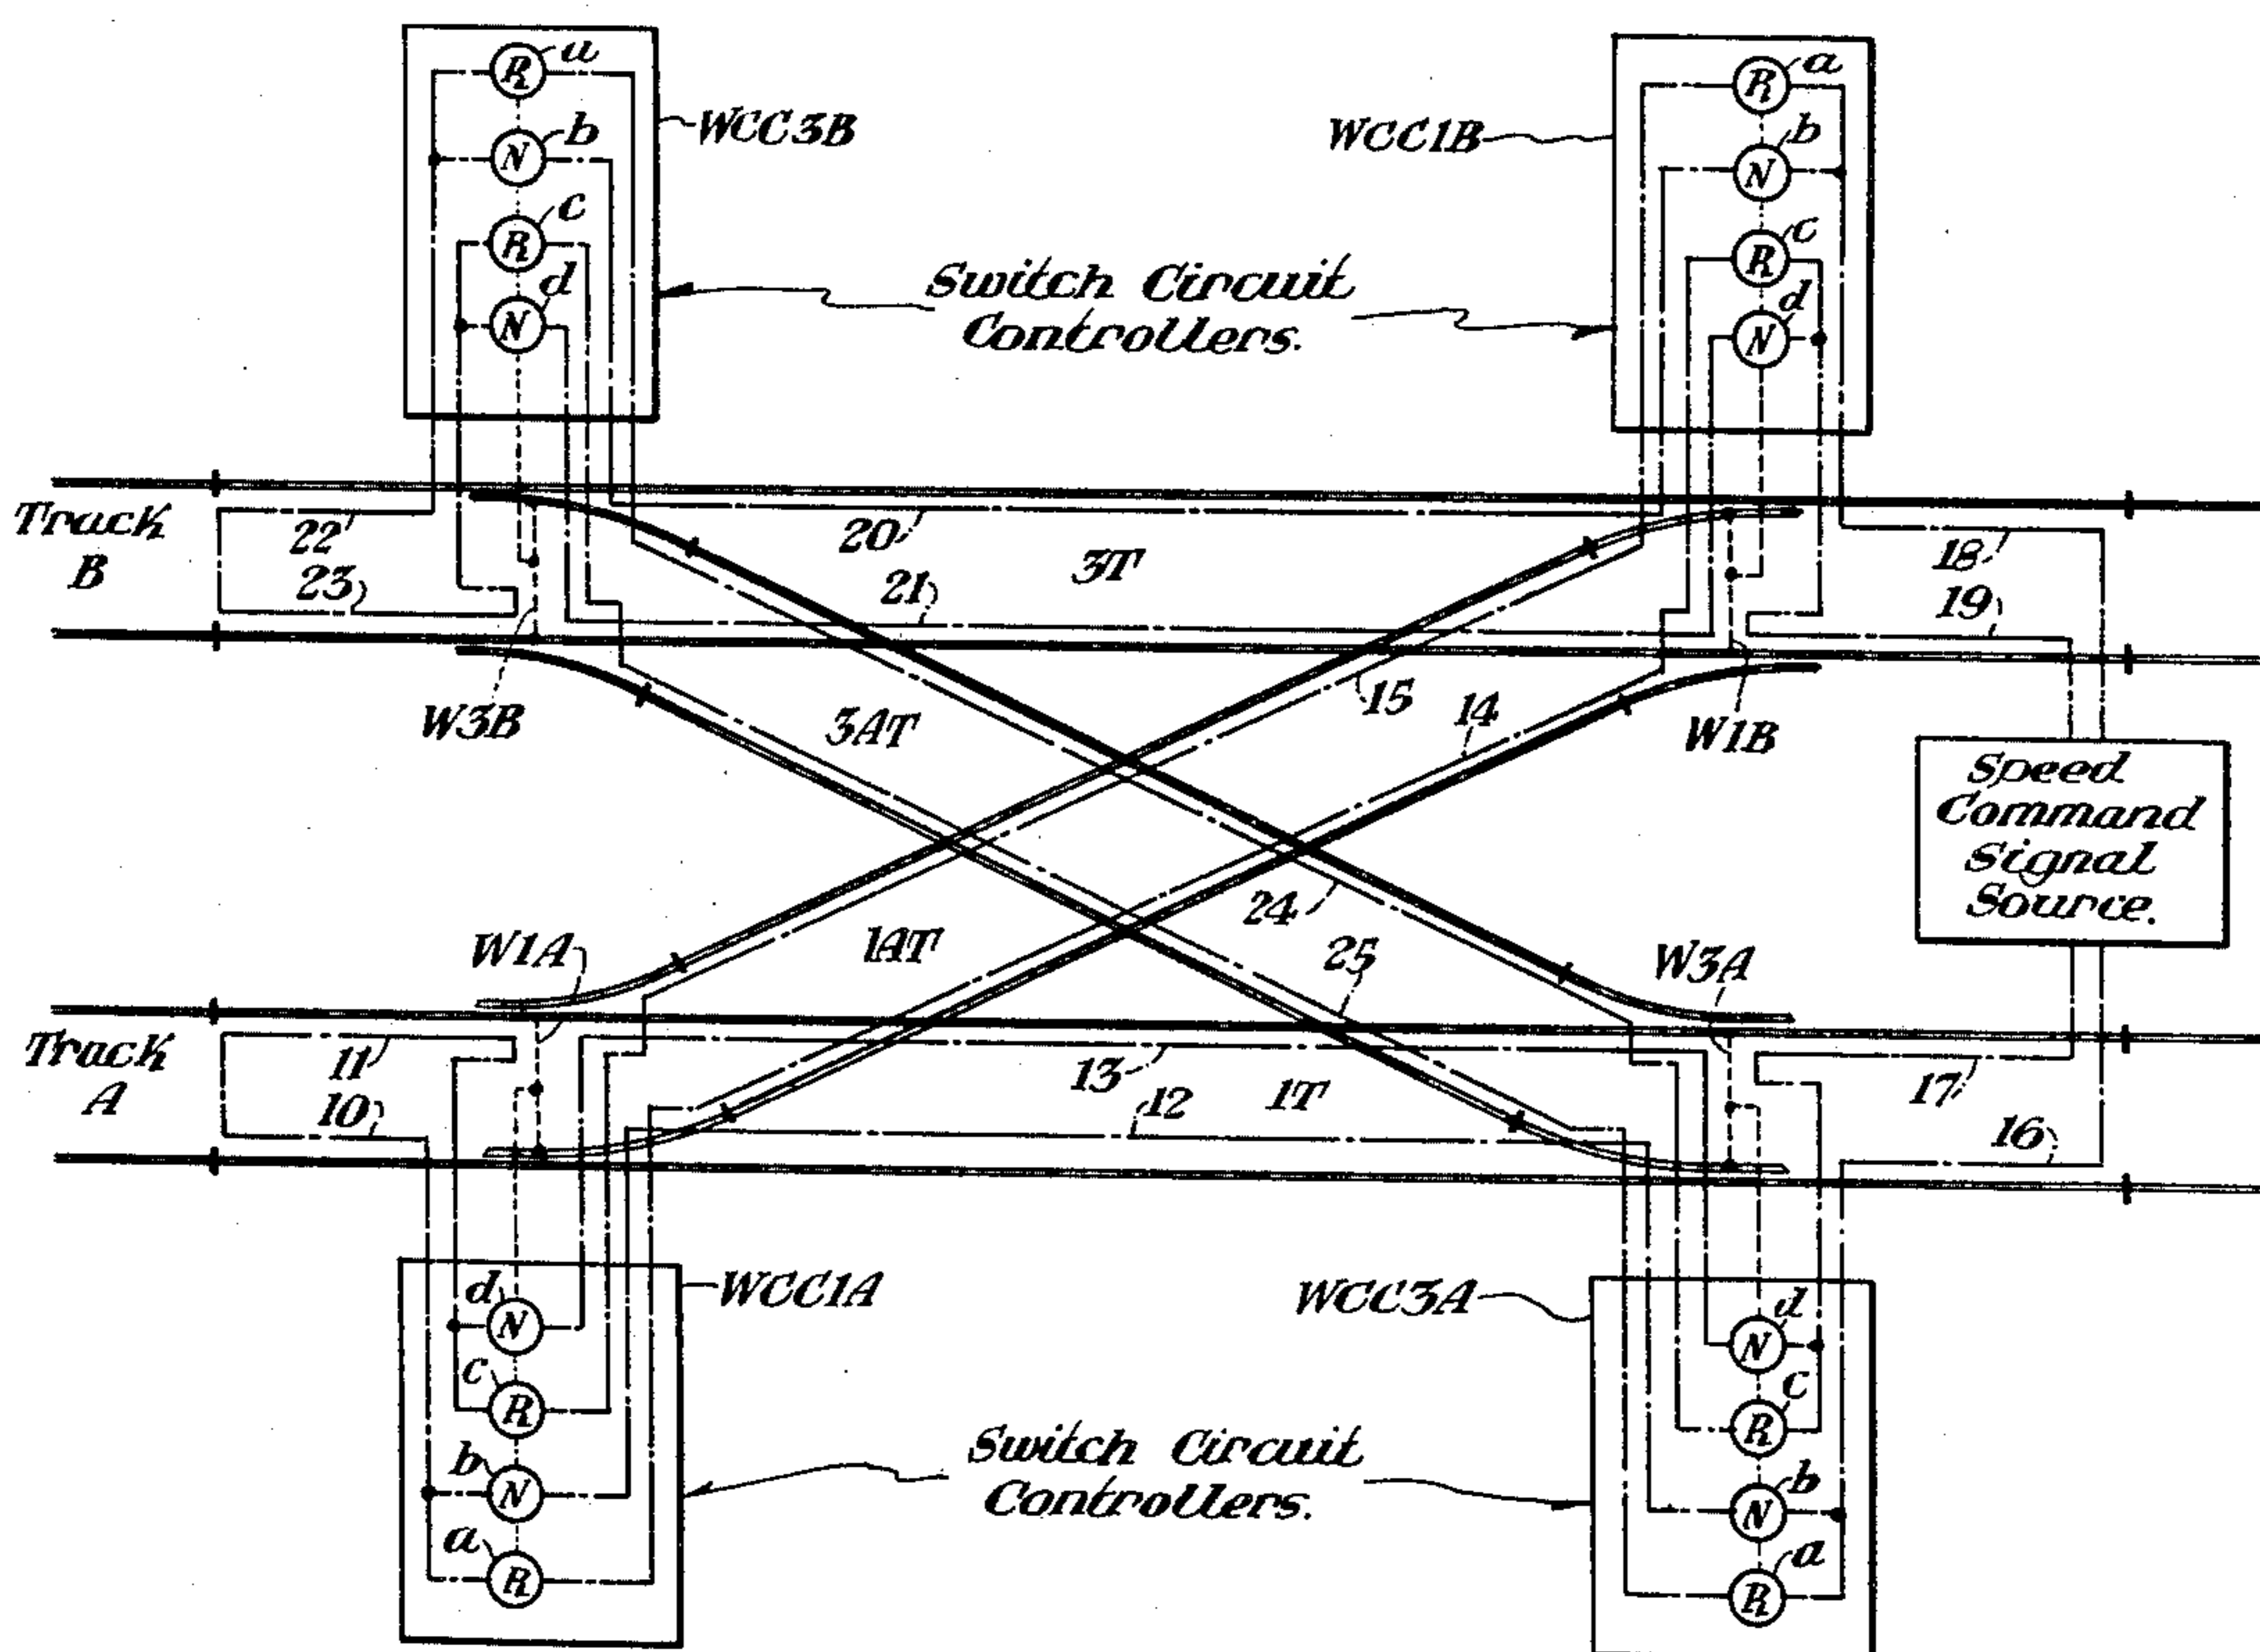 R a
N b
R c
N d
WCC3B
R a
N b
R c
N d
WCC1B
Switch Circuit
Controllers.
Track
B
22
23
20
3T
21
18
19
W3B
3AT
15
14
W1B
Speed
Command
Signal
Source.
24
W1A
1AT
25
W3A
Track
A
11
10
13
12
1T
17
16
WCC1A
d N
c R
b N
a R
WCC3A
N d
R c
N b
R a
Switch Circuit
Controllers.